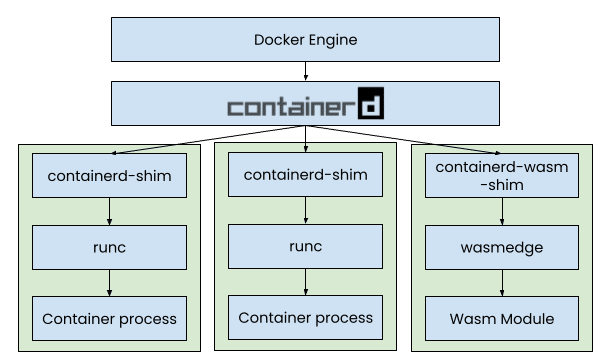 Docker Engine
containerd
containerd-shim
containerd-shim
containerd-wasm
-shim
runc
runc
wasmedge
Container process
Container process
Wasm Module